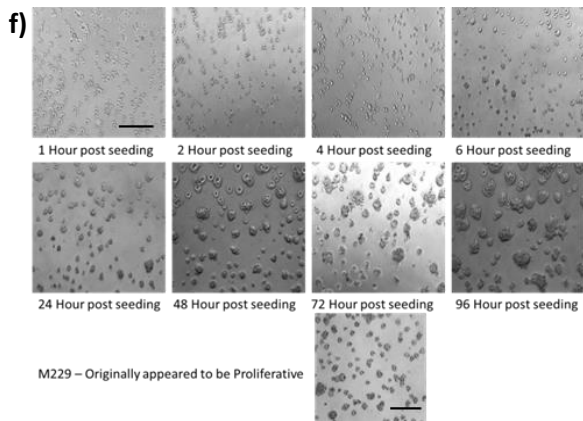 f)
1 Hour post seeding 2 Hour post seeding 4 Hour post seeding 6 Hour post seeding
24 Hour post seeding 48 Hour post seeding 72 Hour post seeding 96 Hour post seeding
M229 – Originally appeared to be Proliferative